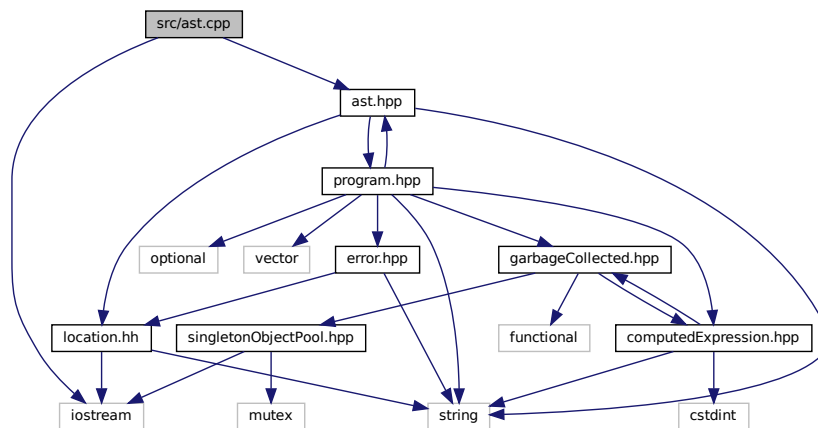 src/ast.cpp
ast.hpp
program.hpp
optional
vector
error.hpp
garbageCollected.hpp
location.hh
singletonObjectPool.hpp
functional
computedExpression.hpp
iostream
mutex
string
cstdint